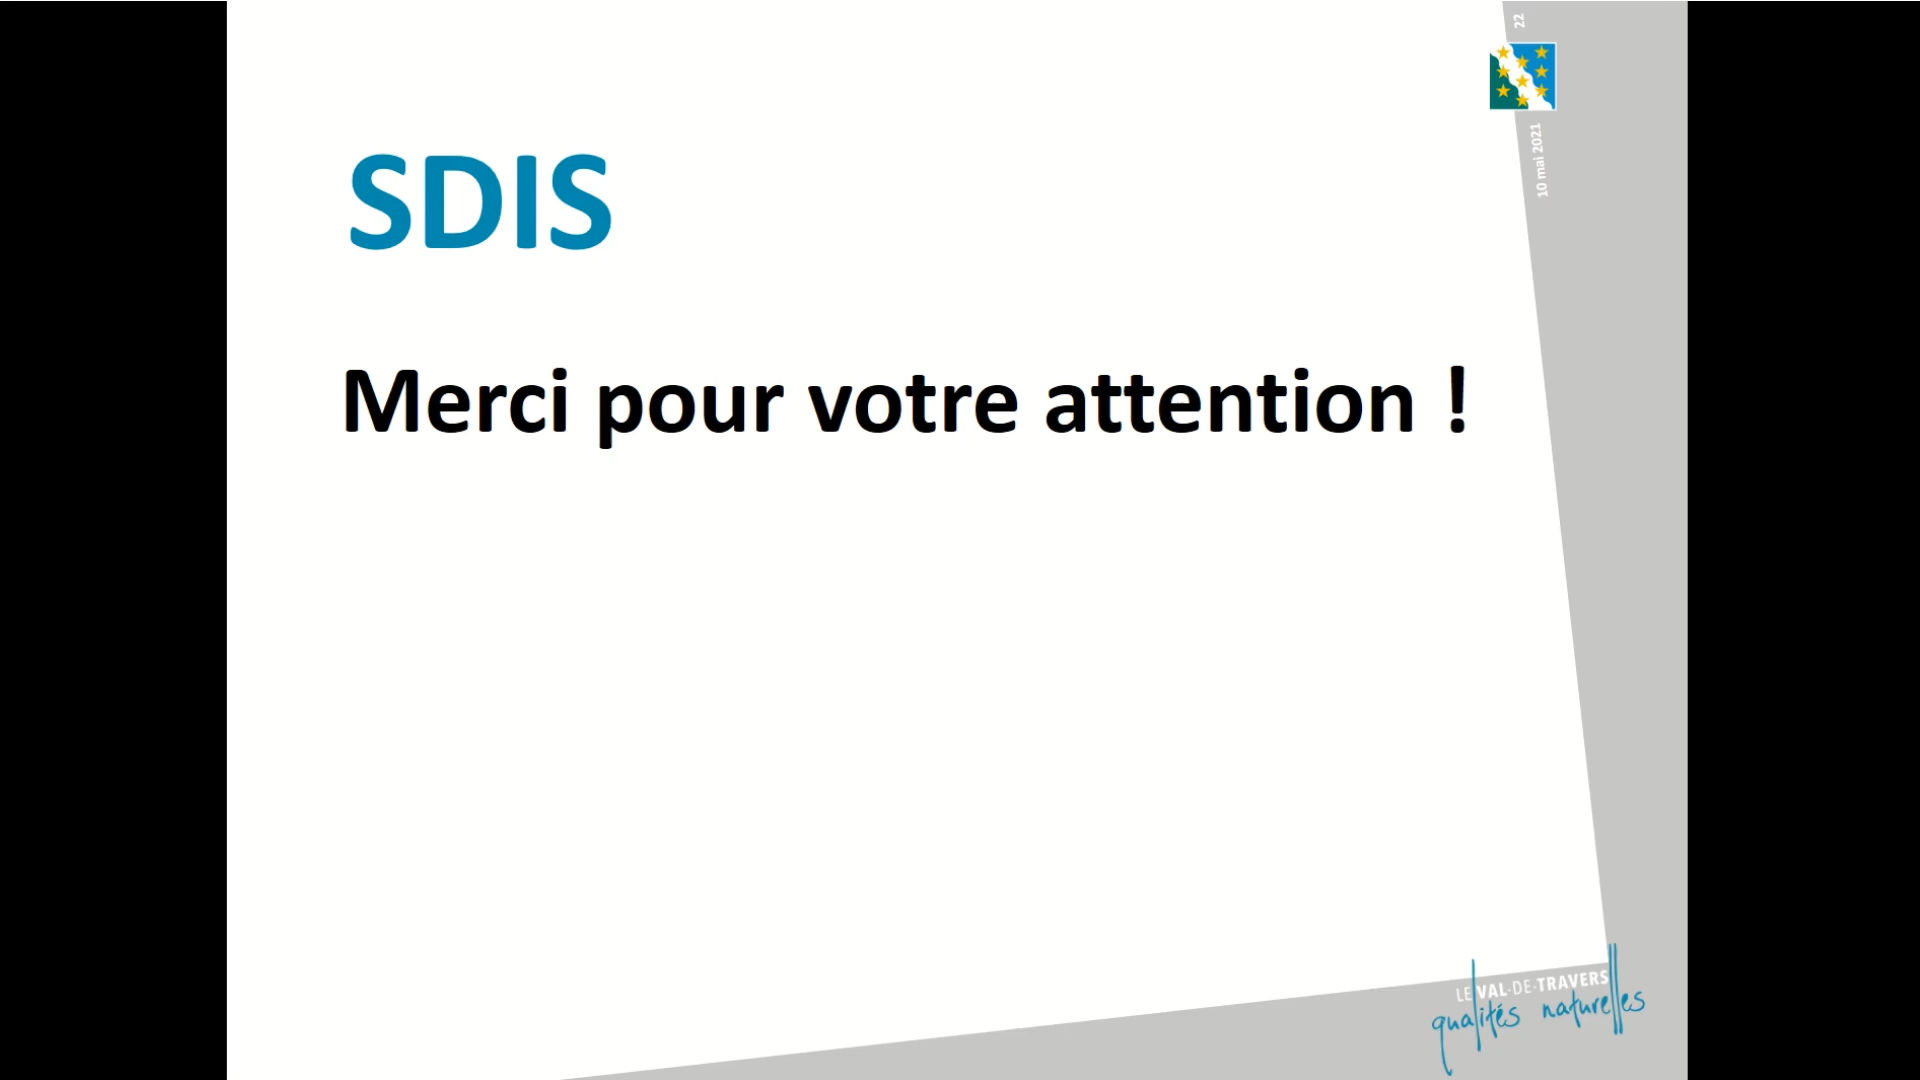 22
10 mai 2021
SDIS
Merci pour votre attention !
LE VAL-DE-TRAVERS
qualités naturelles